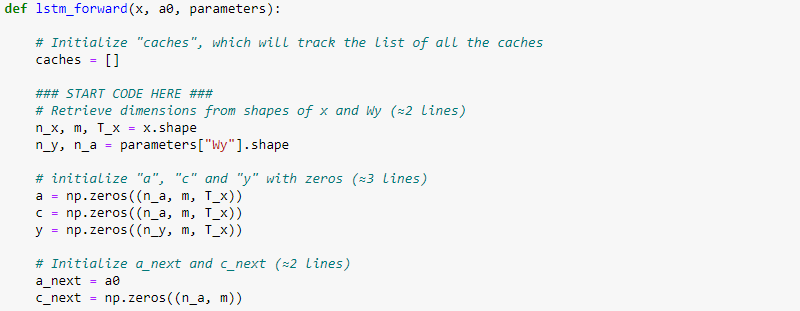 def lstm_forward(x, a0, parameters):
# Initialize "caches", which will track the list of all the caches
caches = []
### START CODE HERE ###
# Retrieve dimensions from shapes of x and Wy (≈2 lines)
n_x, m, T_x = x.shape
n_y, n_a = parameters["Wy"].shape
# initialize "a", "c" and "y" with zeros (≈3 lines)
a = np.zeros((n_a, m, T_x))
c = np.zeros((n_a, m, T_x))
y = np.zeros((n_y, m, T_x))
# Initialize a_next and c_next (≈2 lines)
a_next = a0
c_next = np.zeros((n_a, m))